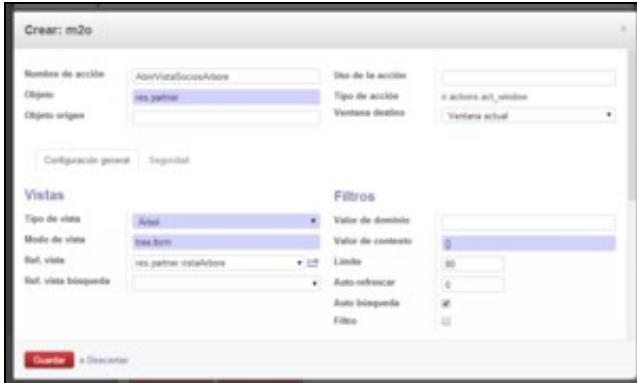 Crear: m2o
Nombre de acción AbrirVistaSociosArbore
Uso de la acción
Objeto res.partner
Tipo de acción ir.actions.act_window
Objeto origen
Ventana destino Ventana actual
Configuración general Seguridad
Vistas
Filtros
Tipo de vista Árbol
Valor de dominio
Modo de vista tree,form
Valor de contexto {}
Ref. vista res.partner.vistaArbore
Límite 80
Ref. vista búsqueda
Auto-refrescar 0
Auto búsqueda
Filtro
Guardar o Descartar